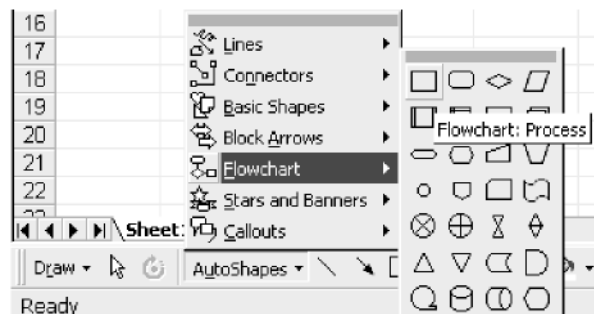 16
17
18
19
20
21
22
Lines
Connectors
Basic Shapes
Block Arrows
Flowchart
Stars and Banners
Callouts
Flowchart: Process
Sheet
Draw
AutoShapes
Ready